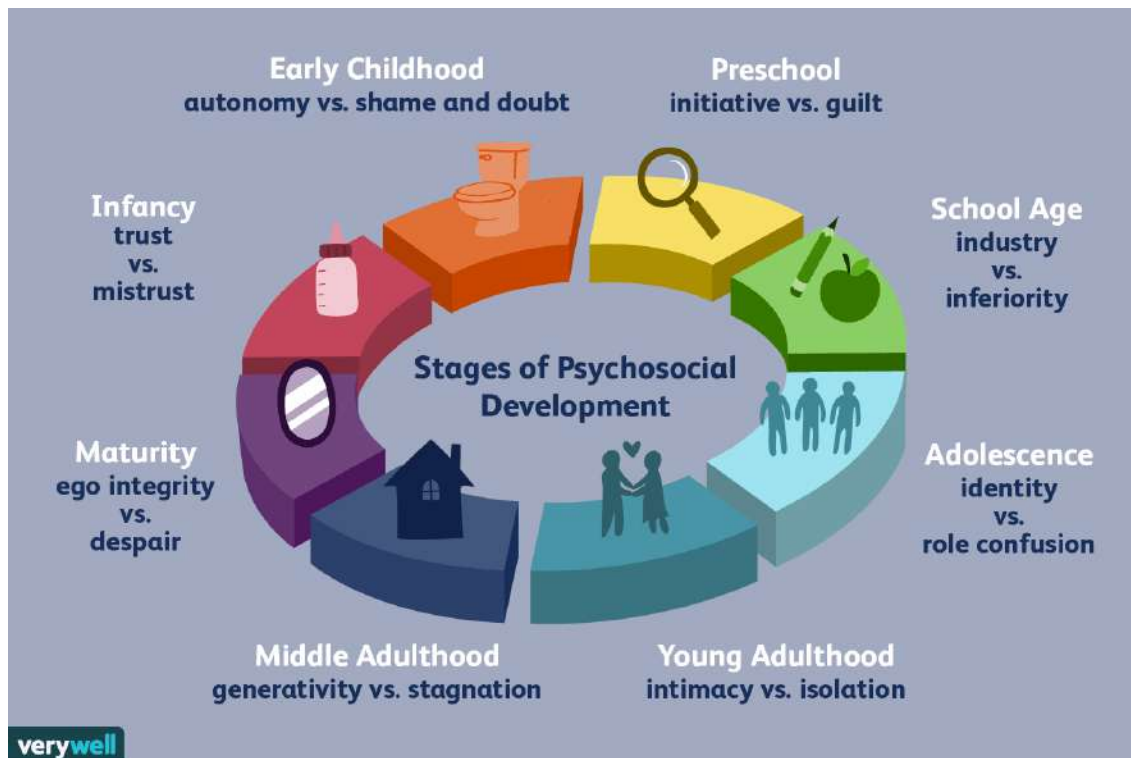 Early Childhood
autonomy vs. shame and doubt
Preschool
initiative vs. guilt
Infancy
trust
vs.
mistrust
School Age
industry
vs.
inferiority
Stages of Psychosocial
Development
Maturity
ego integrity
vs.
despair
Adolescence
identity
vs.
role confusion
Middle Adulthood
generativity vs. stagnation
Young Adulthood
intimacy vs. isolation
verywell